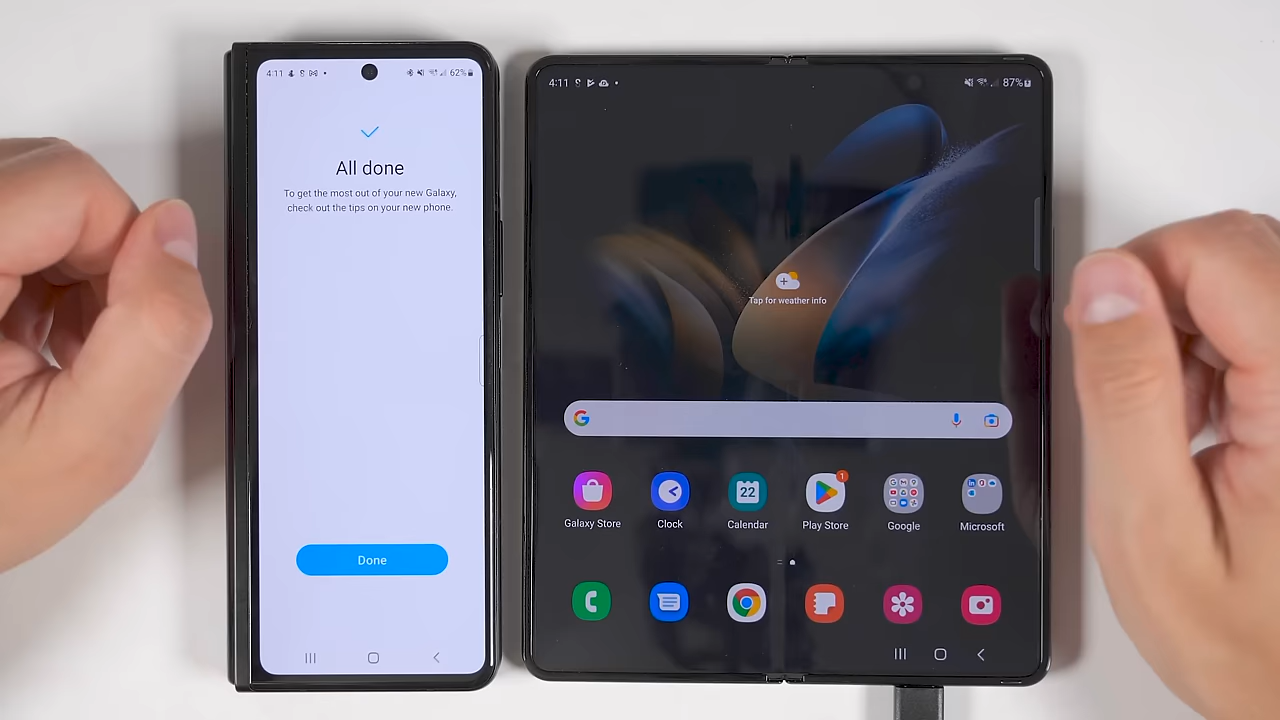 4:11
62%
All done
To get the most out of your new Galaxy,
check out the tips on your new phone.
Done
4:11
87%
Tap for weather info
G
22
1
Galaxy Store
Clock
Calendar
Play Store
Google
Microsoft